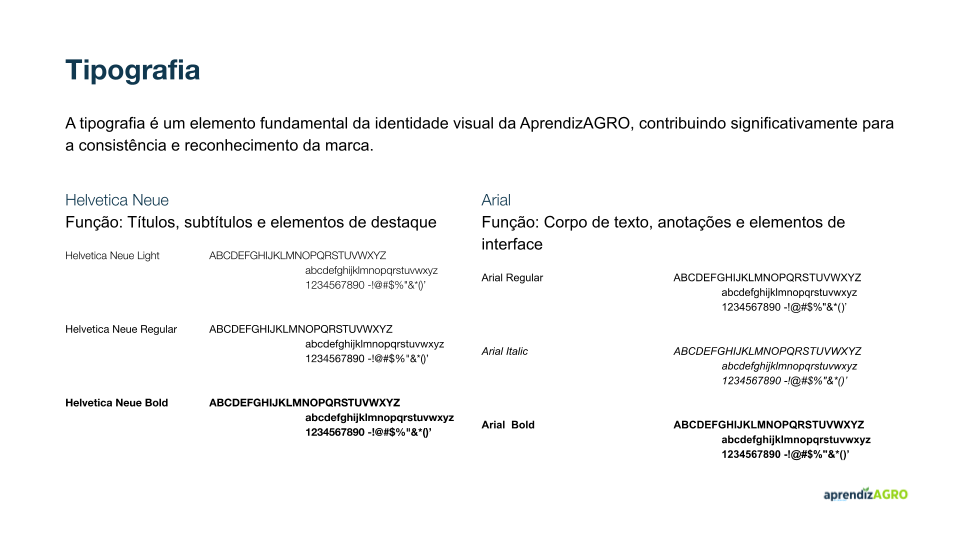 Tipografia
A tipografia é um elemento fundamental da identidade visual da AprendizAGRO, contribuindo significativamente para
a consistência e reconhecimento da marca.
Helvetica Neue
Função: Títulos, subtítulos e elementos de destaque
Helvetica Neue Light ABCDEFGHIJKLMNOPQRSTUVWXYZ
abcdefghijklmnopqrstuvwxyz
1234567890 -!@#$%"&*()'
Helvetica Neue Regular ABCDEFGHIJKLMNOPQRSTUVWXYZ
abcdefghijklmnopqrstuvwxyz
1234567890 -!@#$%"&*()'
Helvetica Neue Bold ABCDEFGHIJKLMNOPQRSTUVWXYZ
abcdefghijklmnopqrstuvwxyz
1234567890 -!@#$%"&*()'
Arial
Função: Corpo de texto, anotações e elementos de
interface
Arial Regular ABCDEFGHIJKLMNOPQRSTUVWXYZ
abcdefghijklmnopqrstuvwxyz
1234567890 -!@#$%"&*()'
Arial Italic ABCDEFGHIJKLMNOPQRSTUVWXYZ
abcdefghijklmnopqrstuvwxyz
1234567890 -!@#$%"&*()'
Arial Bold ABCDEFGHIJKLMNOPQRSTUVWXYZ
abcdefghijklmnopqrstuvwxyz
1234567890 -!@#$%"&*()'
aprendizAGRO